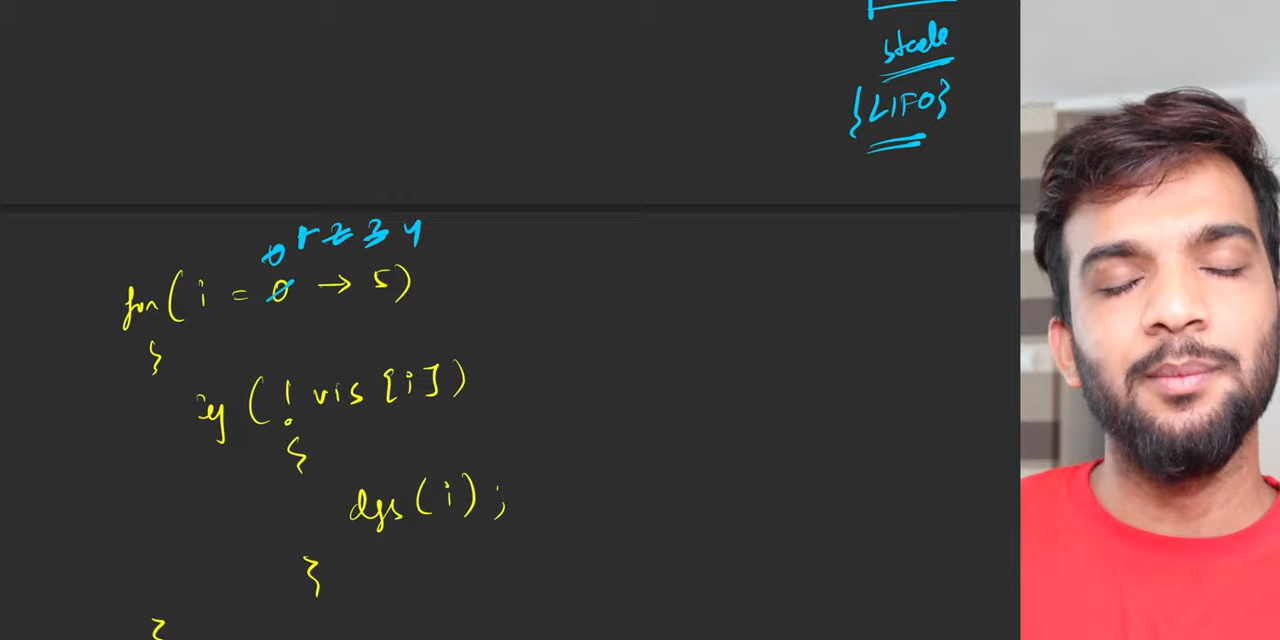 stack
{LIFO}
0 1 2 3 4
for( i = 0 → 5)
{
if ( ! vis [i])
{
dfs (i) ;
}
}